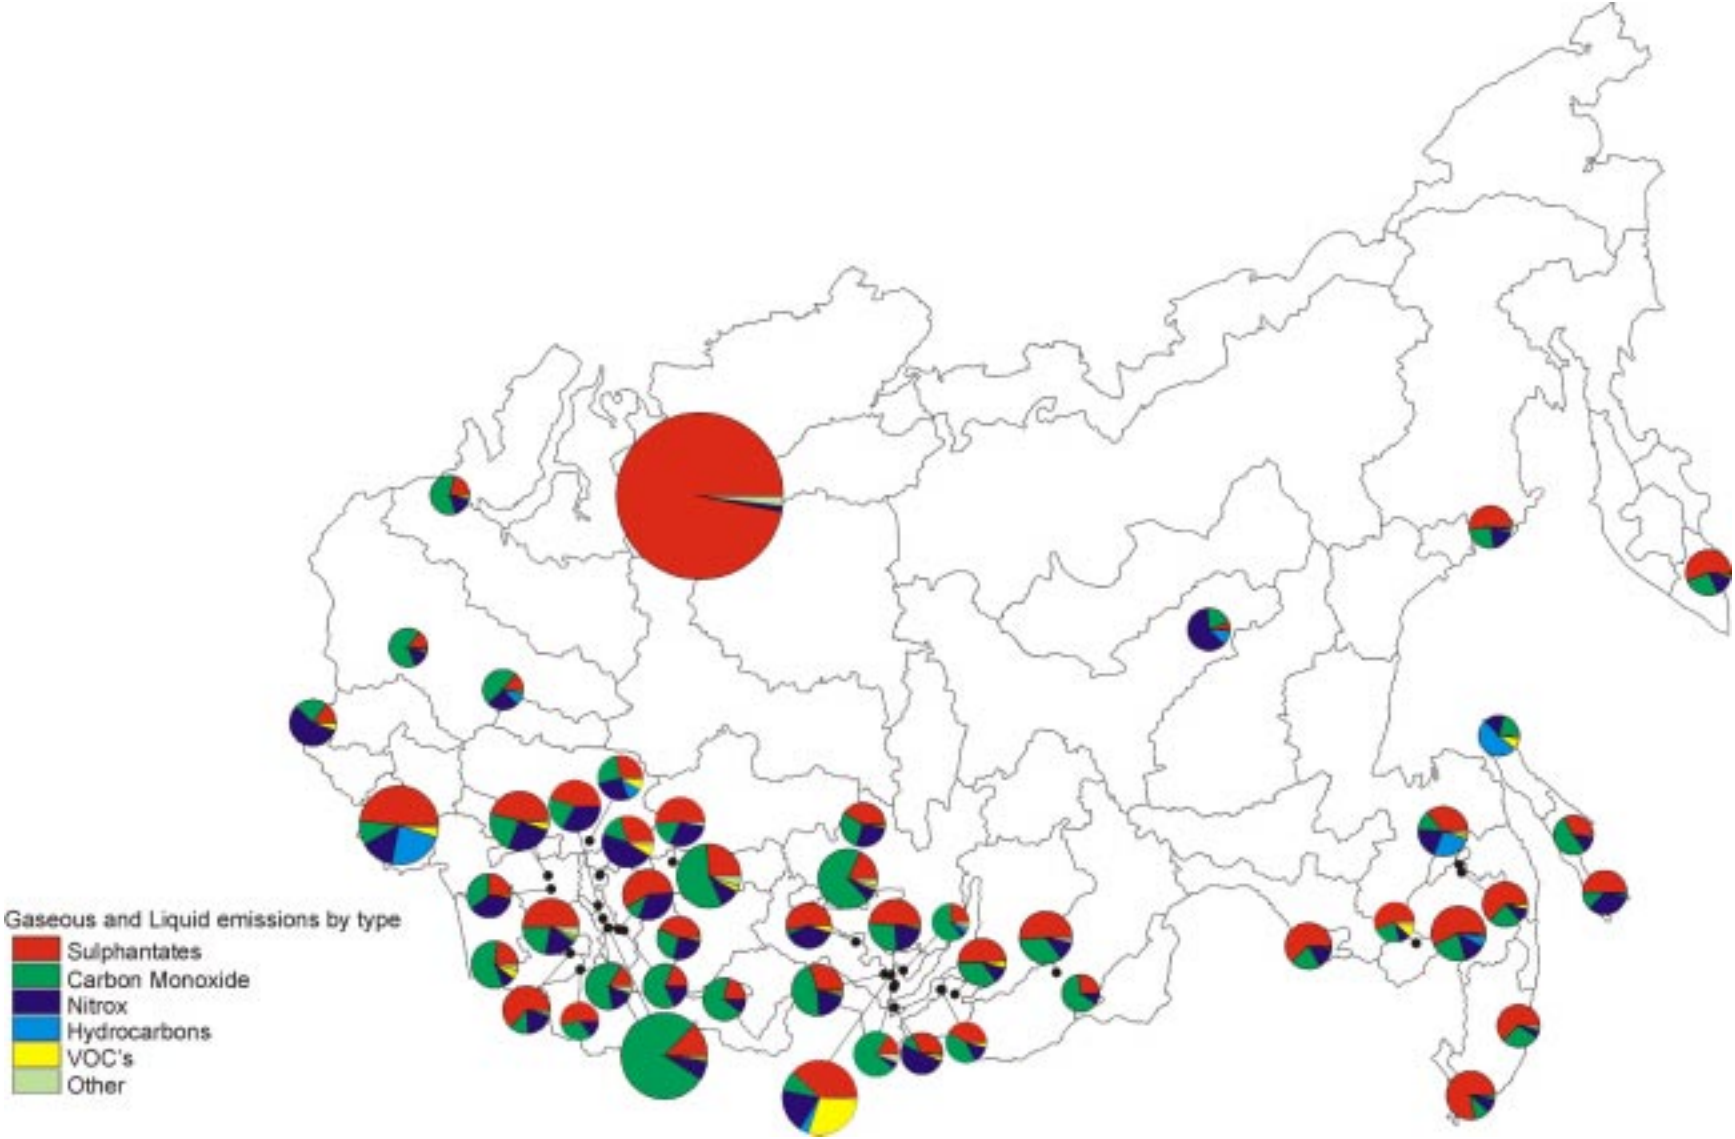 Gaseous and Liquid emissions by type
Sulphantates
Carbon Monoxide
Nitrox
Hydrocarbons
VOC's
Other